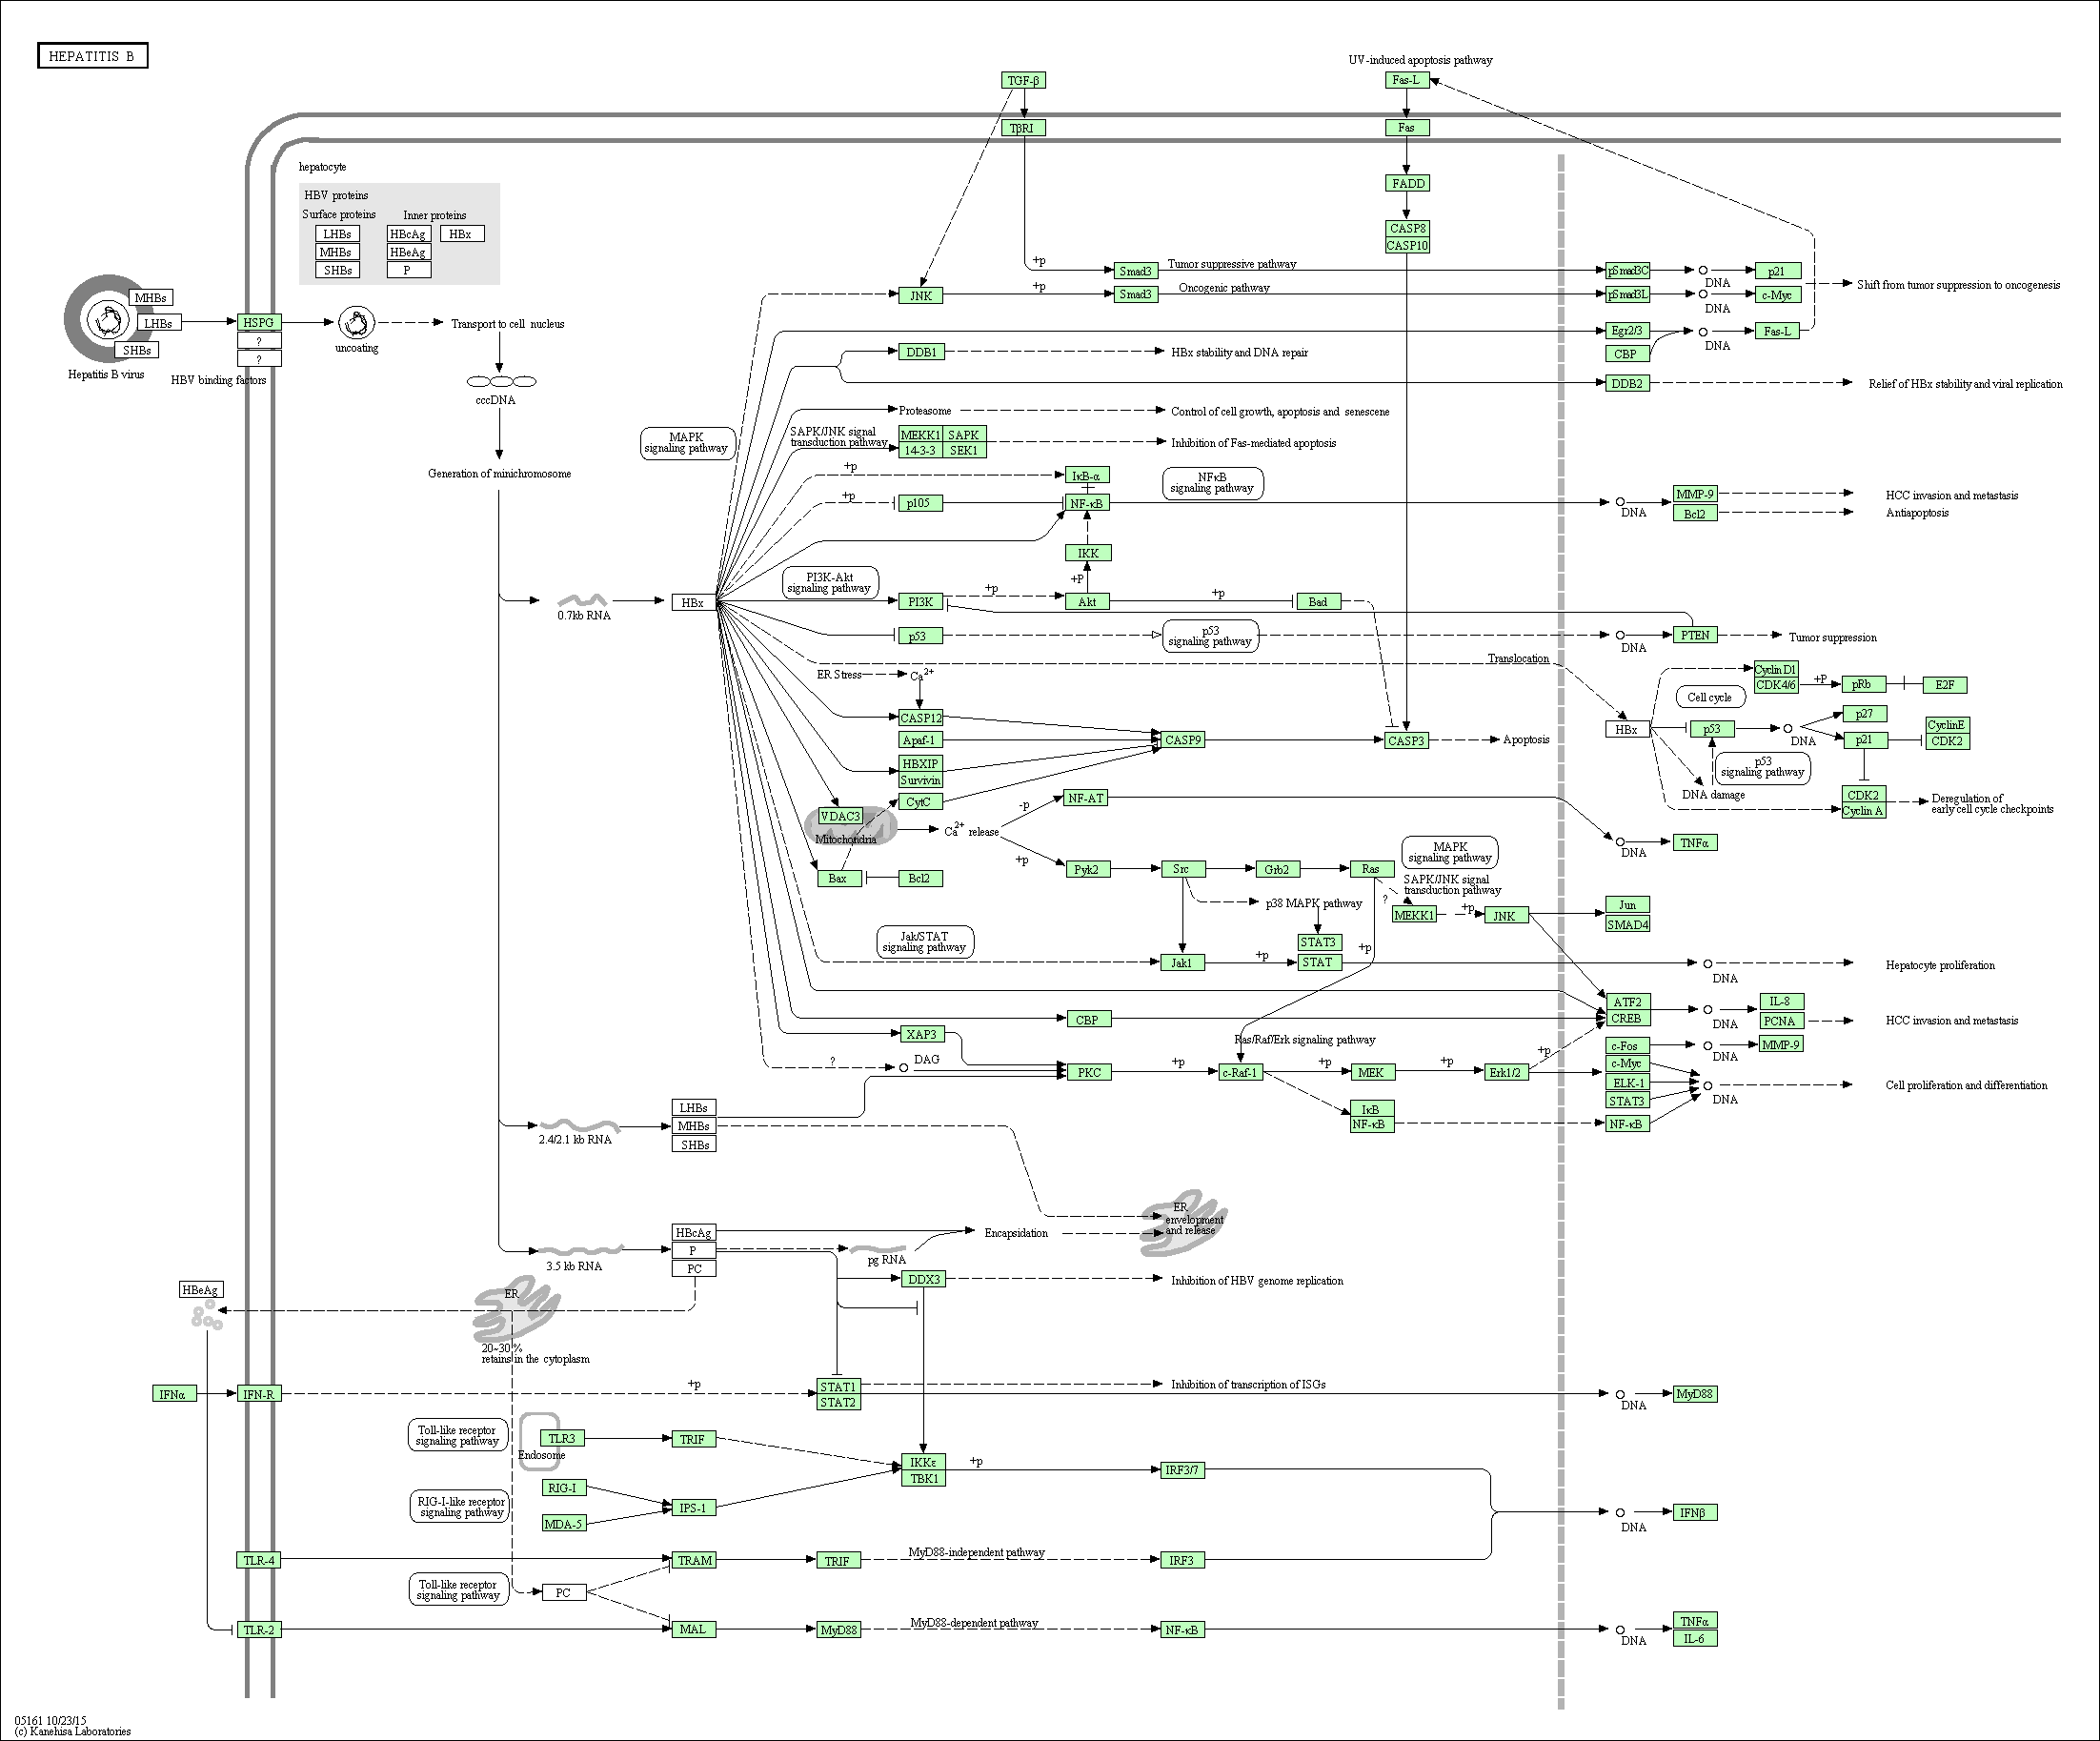 HEPATITIS B
UV-induced apoptosis pathway
TGF-β
Fas-L
TβRI
Fas
hepatocyte
HBV proteins
Surface proteins
Inner proteins
LHBs
HBcAg
HBx
MHBs
HBeAg
SHBs
P
FADD
CASP8
CASP10
+p
Smad3
Tumor suppressive pathway
pSmad3C
DNA
p21
JNK
+p
Smad3
Oncogenic pathway
pSmad3L
DNA
c-Myc
Shift from tumor suppression to oncogenesis
MHBs
LHBs
SHBs
Hepatitis B virus
HSPG
?
?
HBV binding factors
uncoating
Transport to cell nucleus
cccDNA
Generation of minichromosome
Egr2/3
CBP
DNA
Fas-L
DDB1
HBx stability and DNA repair
DDB2
Relief of HBx stability and viral replication
Proteasome
Control of cell growth, apoptosis and senescene
MAPK
signaling pathway
SAPK/JNK signal
transduction pathway
MEKK1
SAPK
14-3-3
SEK1
Inhibition of Fas-mediated apoptosis
+p
IκB-α
NFκB
signaling pathway
+p
p105
NF-κB
DNA
MMP-9
Bcl2
HCC invasion and metastasis
Antiapoptosis
IKK
+P
PI3K-Akt
signaling pathway
0.7kb RNA
HBx
PI3K
+p
Akt
+p
Bad
p53
p53
signaling pathway
DNA
PTEN
Tumor suppression
Translocation
ER Stress
Ca2+
CASP12
Apaf-1
CASP9
CASP3
Apoptosis
HBXIP
Survivin
CytC
VDAC3
Mitochondria
Ca2+ release
Bax
Bcl2
Cyclin D1
CDK4/6
+p
pRb
E2F
Cell cycle
HBx
p53
DNA
p27
p21
CyclinE
CDK2
p53
signaling pathway
DNA damage
CDK2
Cyclin A
Deregulation of
early cell cycle checkpoints
-p
NF-AT
DNA
TNFα
+p
Pyk2
Src
Grb2
Ras
MAPK
signaling pathway
SAPK/JNK signal
transduction pathway
?
MEKK1
+p
JNK
Jun
SMAD4
p38 MAPK pathway
STAT3
Jak/STAT
signaling pathway
Jak1
+p
STAT
+p
DNA
Hepatocyte proliferation
CBP
ATF2
CREB
DNA
IL-8
PCNA
HCC invasion and metastasis
XAP3
Ras/Raf/Erk signaling pathway
?
DAG
PKC
+p
c-Raf-1
+p
MEK
+p
Erk1/2
+p
c-Fos
DNA
MMP-9
c-Myc
ELK-1
STAT3
NF-κB
DNA
Cell proliferation and differentiation
IκB
NF-κB
2.4/2.1 kb RNA
LHBs
MHBs
SHBs
ER
envelopment
and release
3.5 kb RNA
HBcAg
P
PC
pg RNA
Encapsidation
DDX3
Inhibition of HBV genome replication
HBeAg
ER
20~30 %
retains in the cytoplasm
IFNα
IFN-R
+p
STAT1
STAT2
Inhibition of transcription of ISGs
DNA
MyD88
Toll-like receptor
signaling pathway
TLR3
Endosome
TRIF
IKKε
TBK1
+p
IRF3/7
RIG-I-like receptor
signaling pathway
RIG-I
MDA-5
IPS-1
DNA
IFNβ
TLR-4
TRAM
TRIF
MyD88-independent pathway
IRF3
Toll-like receptor
signaling pathway
PC
TLR-2
MAL
MyD88
MyD88-dependent pathway
NF-κB
DNA
TNFα
IL-6
05161 10/23/15
(c) Kanehisa Laboratories